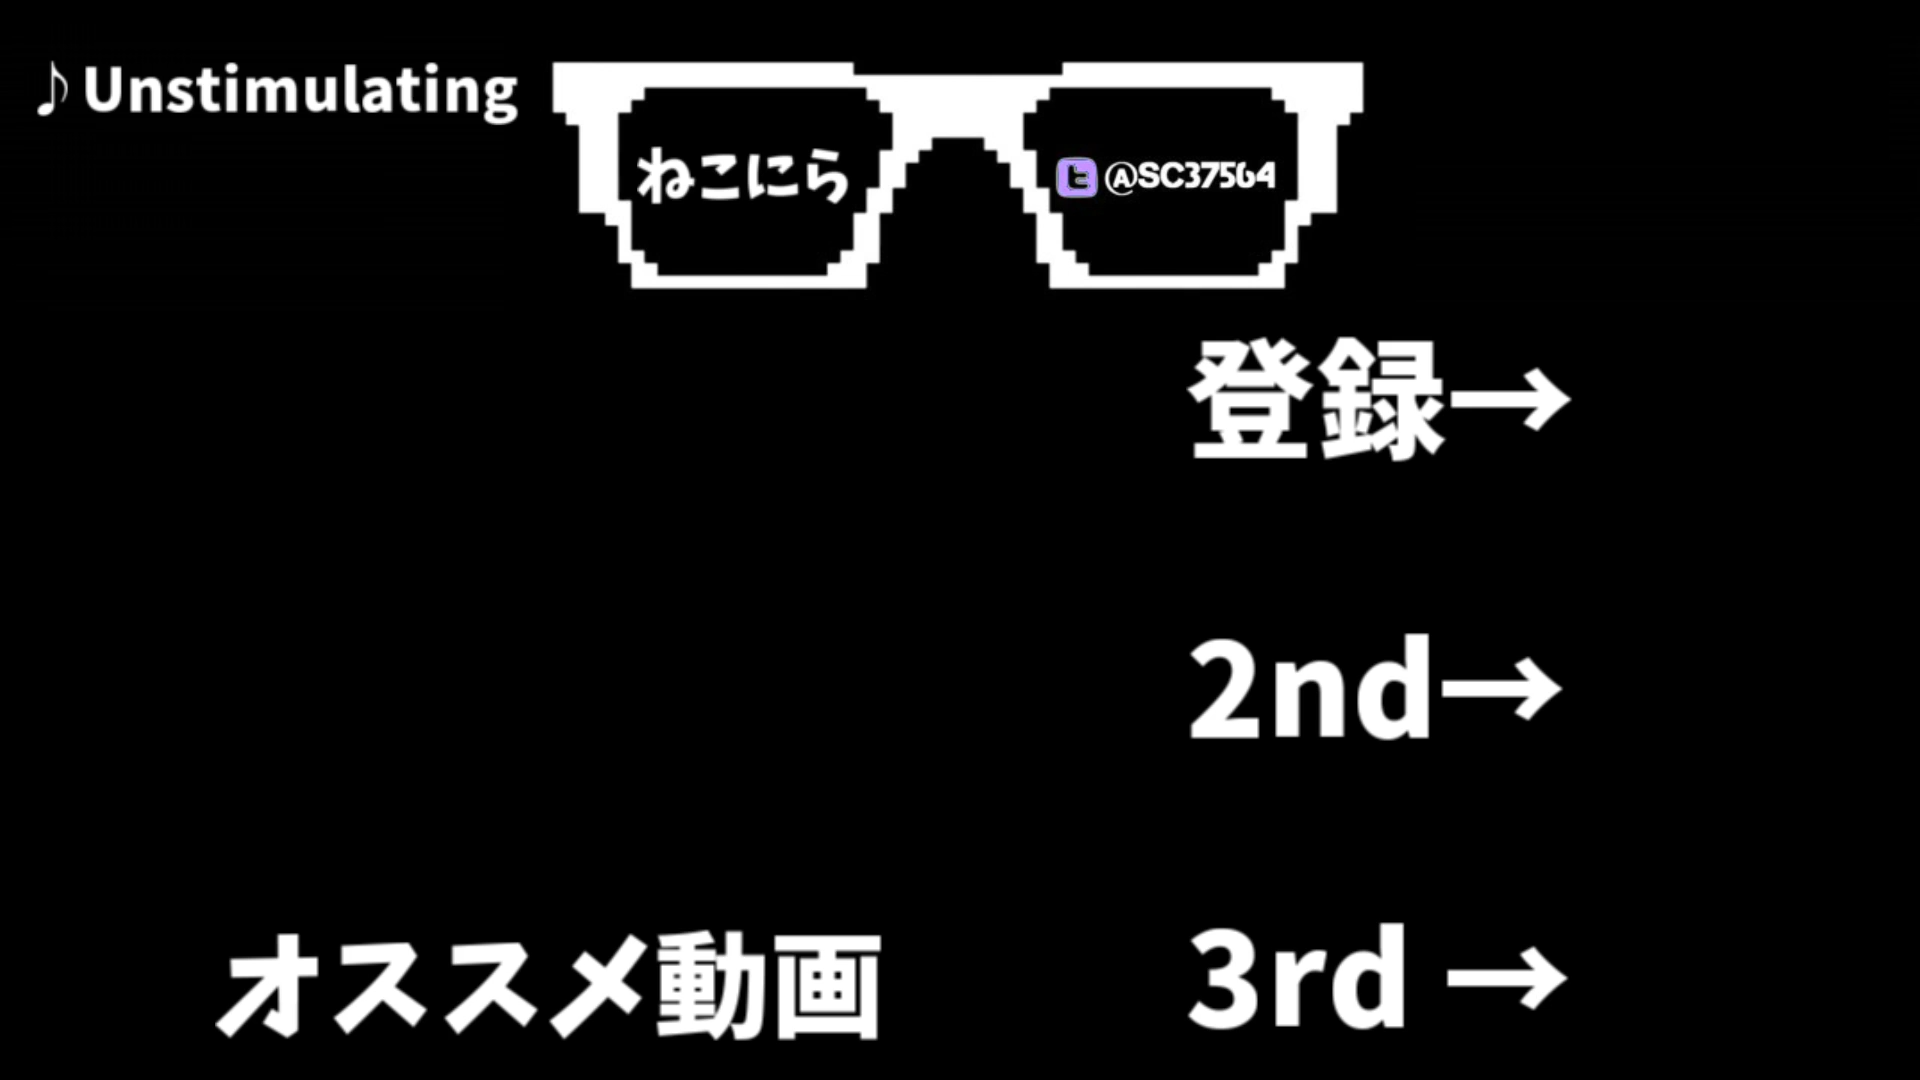 ♪Unstimulating
ねこにら
@SC37564
登録→
2nd→
3rd→
オススメ動画